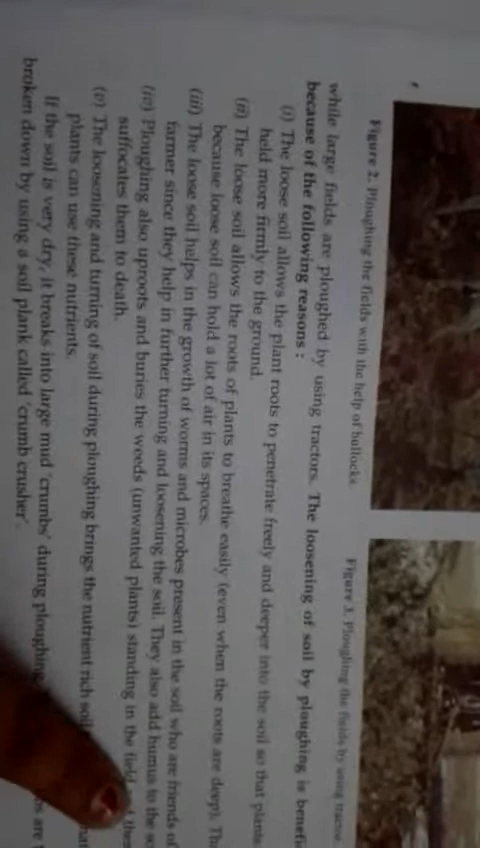 Figure 2. Ploughing the fields with the help of bullocks.
Figure 3. Ploughing the fields by using tractor
while large fields are ploughed by using tractors. The loosening of soil by ploughing is benefi
because of the following reasons :
(i) The loose soil allows the plant roots to penetrate freely and deeper into the soil so that plants
held more firmly to the ground.
(ii) The loose soil allows the roots of plants to breathe easily (even when the roots are deep). Th
because loose soil can hold a lot of air in its spaces.
(iii) The loose soil helps in the growth of worms and microbes present in the soil who are friends of
farmer since they help in further turning and loosening the soil. They also add humus to the so
(iv) Ploughing also uproots and buries the weeds (unwanted plants) standing in the field
suffocates them to death.
(v) The loosening and turning of soil during ploughing brings the nutrient rich soil
plants can use these nutrients.
If the soil is very dry, it breaks into large mud 'crumbs' during ploughing.
broken down by using a soil plank called 'crumb crusher'.